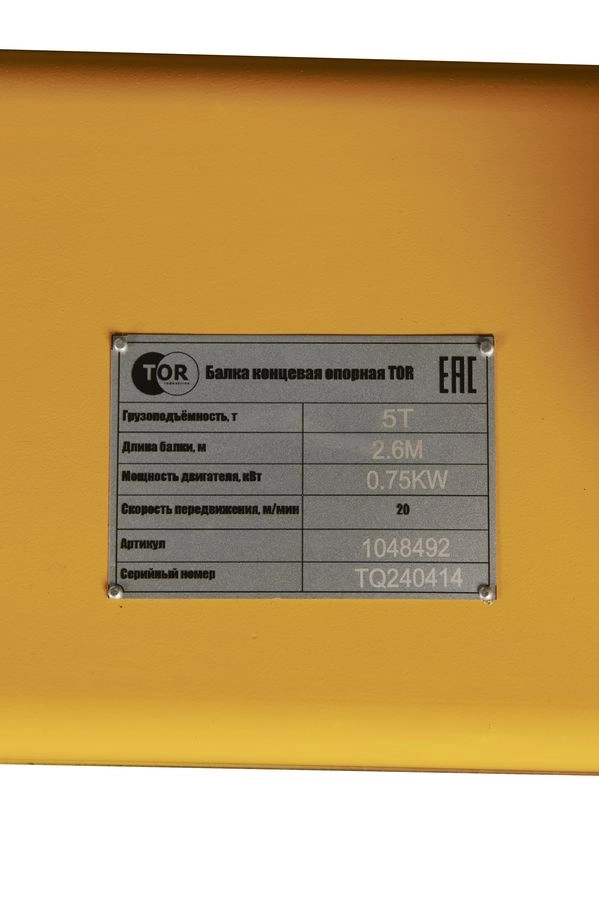 TOR industries Балка концевая опорная TOR EAC
Грузоподъёмность, т 5T
Длина балки, м 2.6M
Мощность двигателя, кВт 0.75KW
Скорость передвижения, м/мин 20
Артикул 1048492
Серийный номер TQ240414